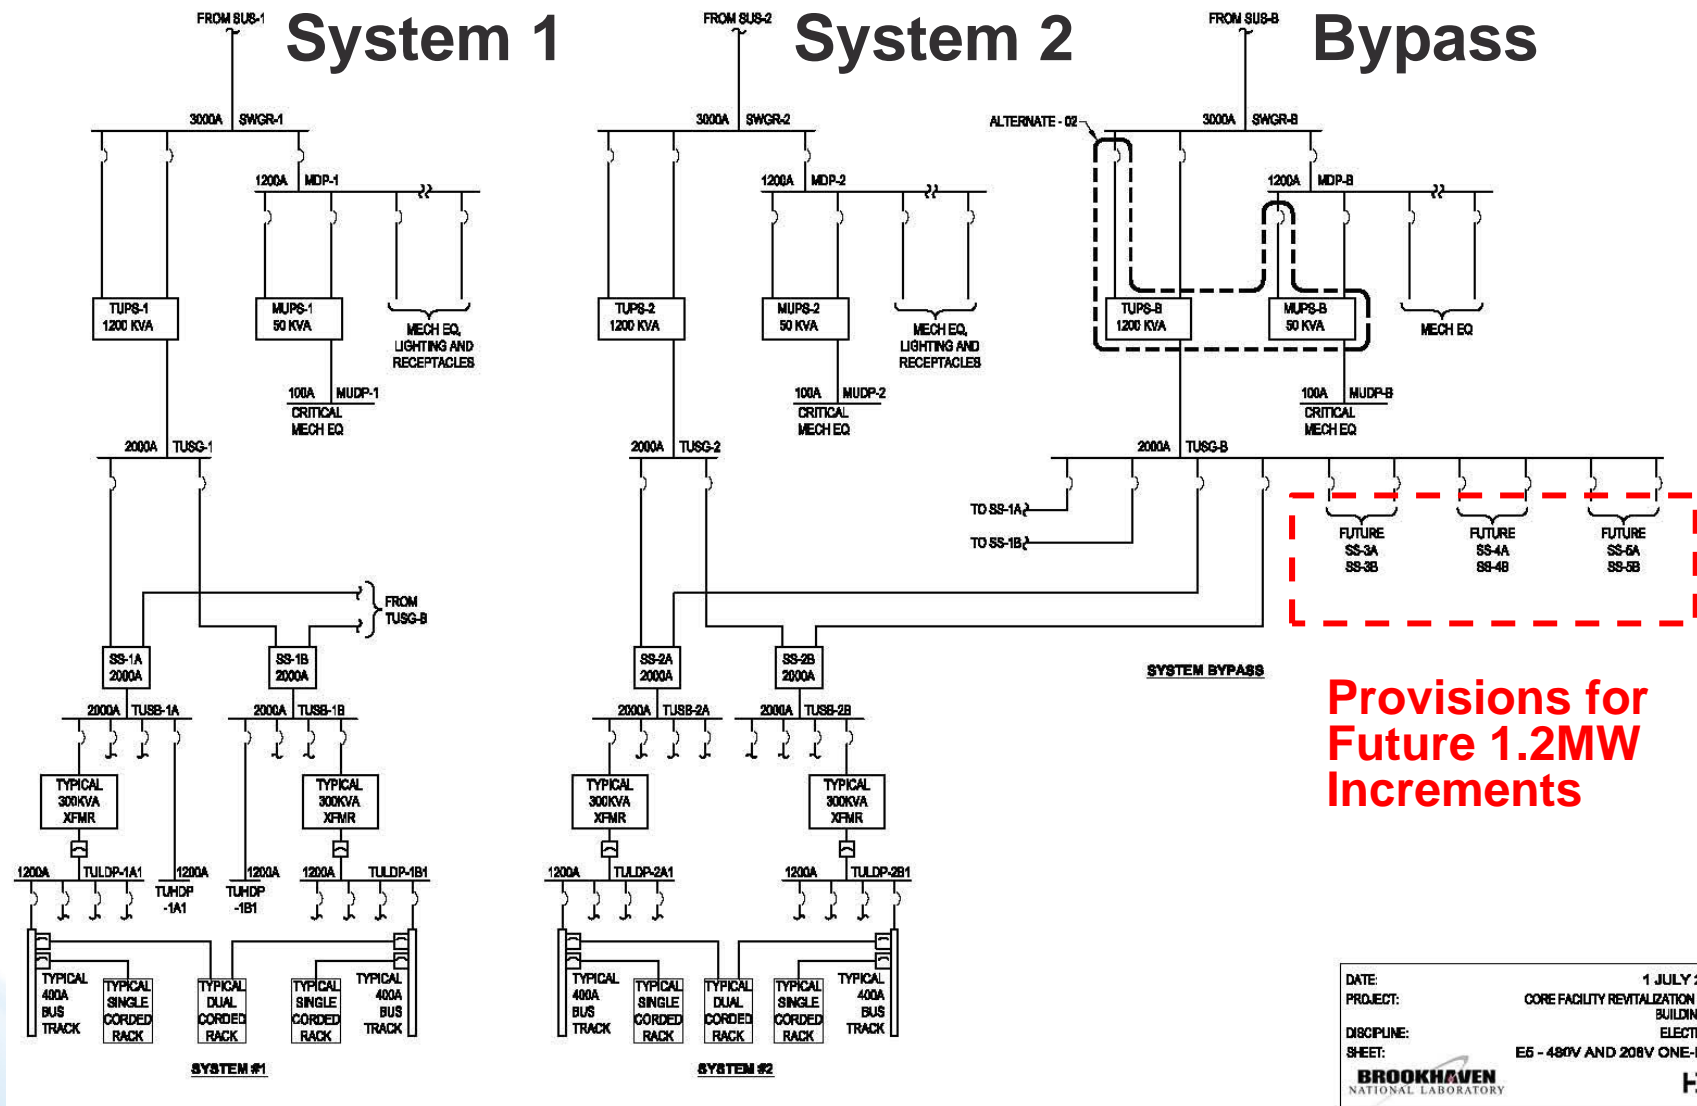 FROM SUS-1
System 1
FROM SUS-2
System 2
FROM SUS-B
Bypass
3000A SWGR-1
3000A SWGR-2
ALTERNATE - 02
3000A SWGR-B
1200A MDP-1
1200A MDP-2
1200A MDP-B
TUPS-1
1200 KVA
MUPS-1
50 KVA
MECH EQ,
LIGHTING AND
RECEPTACLES
TUPS-2
1200 KVA
MUPS-2
50 KVA
MECH EQ,
LIGHTING AND
RECEPTACLES
TUPS-B
1200 KVA
MUPS-B
50 KVA
MECH EQ
100A MUDP-1
CRITICAL
MECH EQ
100A MUDP-2
CRITICAL
MECH EQ
100A MUDP-B
CRITICAL
MECH EQ
2000A TUSG-1
2000A TUSG-2
2000A TUSG-B
TO SS-1A
TO SS-1B
FUTURE
SS-3A
SS-3B
FUTURE
SS-4A
SS-4B
FUTURE
SS-5A
SS-5B
FROM
TUSG-B
SS-1A
2000A
SS-1B
2000A
SS-2A
2000A
SS-2B
2000A
SYSTEM BYPASS
Provisions for
Future 1.2MW
Increments
2000A TUSB-1A
2000A TUSB-1B
2000A TUSB-2A
2000A TUSB-2B
TYPICAL
300KVA
XFMR
TYPICAL
300KVA
XFMR
TYPICAL
300KVA
XFMR
TYPICAL
300KVA
XFMR
1200A TULDP-1A1
1200A
TUHDP
-1A1
1200A
TUHDP
-1B1
1200A TULDP-1B1
1200A TULDP-2A1
1200A TULDP-2B1
TYPICAL
400A
BUS
TRACK
TYPICAL
SINGLE
CORDED
RACK
TYPICAL
DUAL
CORDED
RACK
TYPICAL
SINGLE
CORDED
RACK
TYPICAL
400A
BUS
TRACK
TYPICAL
400A
BUS
TRACK
TYPICAL
SINGLE
CORDED
RACK
TYPICAL
DUAL
CORDED
RACK
TYPICAL
SINGLE
CORDED
RACK
TYPICAL
400A
BUS
TRACK
SYSTEM #1
SYSTEM #2
DATE: 1 JULY
PROJECT: CORE FACILITY REVITALIZATION
DISCIPLINE:
SHEET: E5 - 480V AND 208V
BROOKHAVEN
NATIONAL LABORATORY